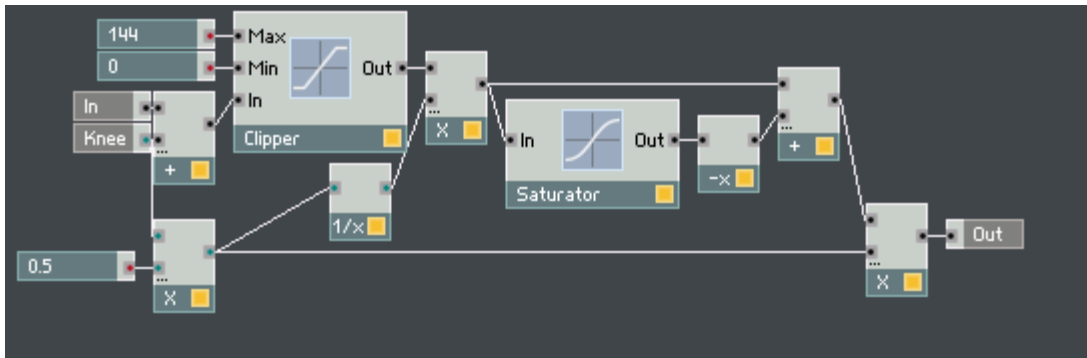 144
Max
0
Min
Out
In
In
Knee
...
+
Clipper
...
X
In
Out
Saturator
-x
...
+
1/x
0.5
...
X
...
X
Out